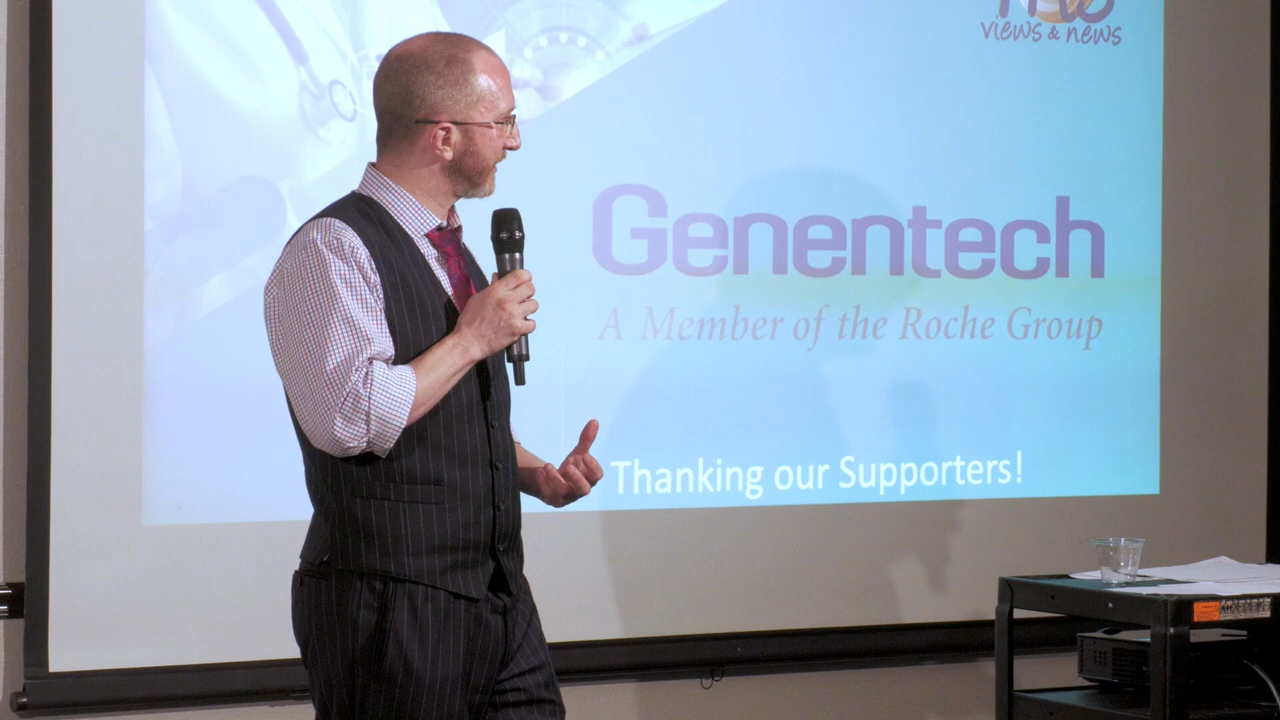 views & news
Genentech
A Member of the Roche Group
Thanking our Supporters!